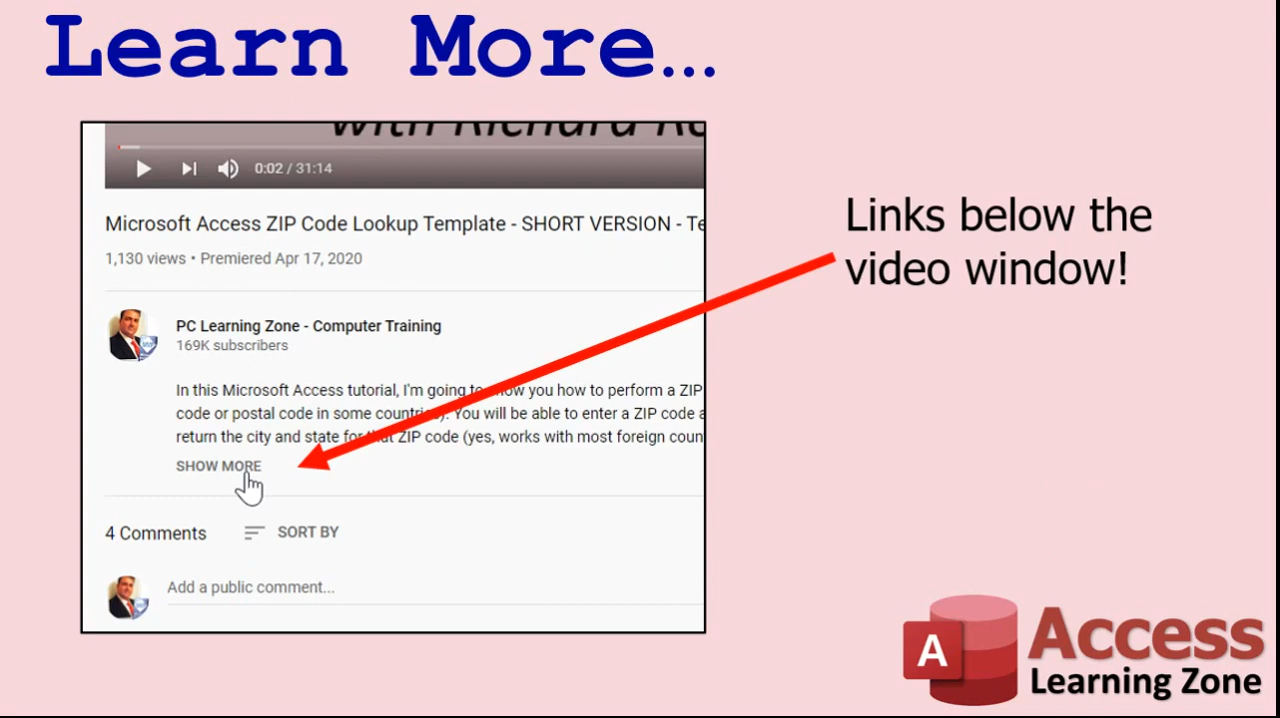 Learn More...
with Richard
0:02 / 31:14
Microsoft Access ZIP Code Lookup Template - SHORT VERSION -
1,130 views • Premiered Apr 17, 2020
PC Learning Zone - Computer Training
169K subscribers
In this Microsoft Access tutorial, I'm going to show you how to perform a ZIP
code or postal code in some countries). You will be able to enter a ZIP code
return the city and state for that ZIP code (yes, works with most foreign
SHOW MORE
4 Comments SORT BY
Add a public comment...
Links below the
video window!
A
Access
Learning Zone